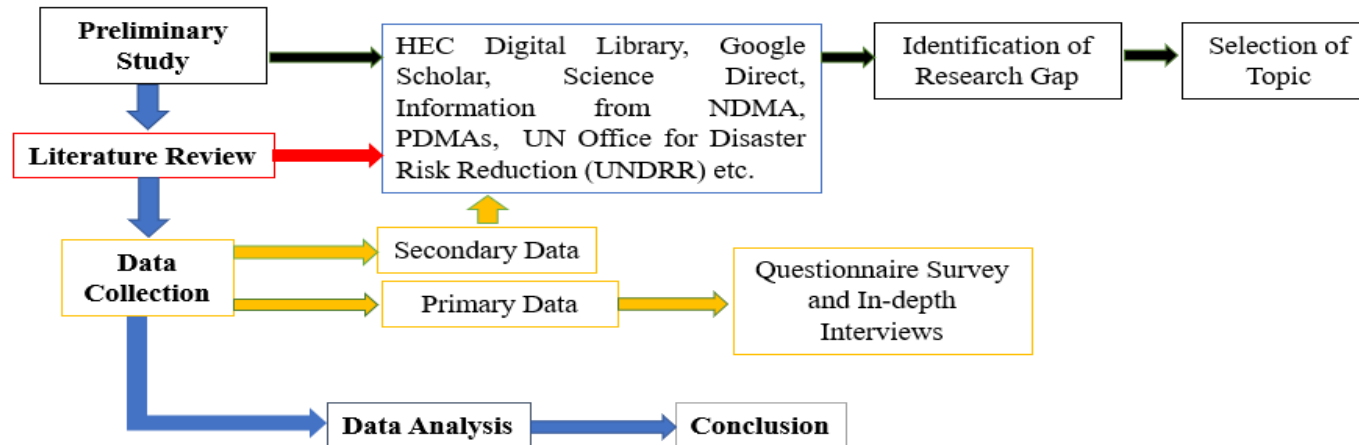 Preliminary
Study
HEC Digital Library, Google
Scholar, Science Direct,
Information from NDMA,
PDMAs, UN Office for Disaster
Risk Reduction (UNDRR) etc.
Identification of
Research Gap
Selection of
Topic
Literature Review
Data
Collection
Secondary Data
Primary Data
Questionnaire Survey
and In-depth
Interviews
Data Analysis
Conclusion